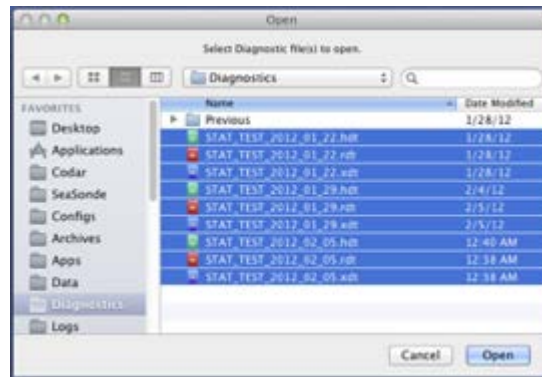 Open
Select Diagnostic file(s) to open.
Diagnostics
FAVORITES
Desktop
Applications
Codar
SeaSonde
Configs
Archives
Apps
Data
Diagnostics
Logs
Name Date Modified
Previous 1/28/12
STAT_TEST_2012_01_22.hdt 1/28/12
STAT_TEST_2012_01_22.rdt 1/28/12
STAT_TEST_2012_01_22.xdt 1/28/12
STAT_TEST_2012_01_29.hdt 2/4/12
STAT_TEST_2012_01_29.rdt 2/5/12
STAT_TEST_2012_01_29.xdt 2/5/12
STAT_TEST_2012_02_05.hdt 12:40 AM
STAT_TEST_2012_02_05.rdt 12:38 AM
STAT_TEST_2012_02_05.xdt 12:38 AM
Cancel Open